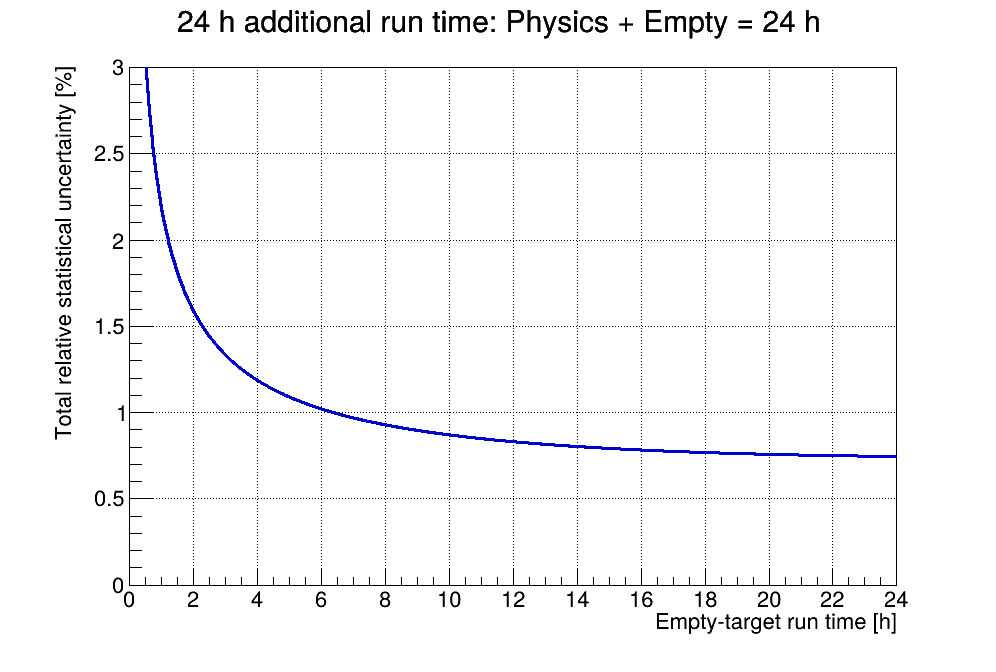 24 h additional run time: Physics + Empty = 24 h
Total relative statistical uncertainty [%]
3
2.5
2
1.5
1
0.5
0
0 2 4 6 8 10 12 14 16 18 20 22 24
Empty-target run time [h]